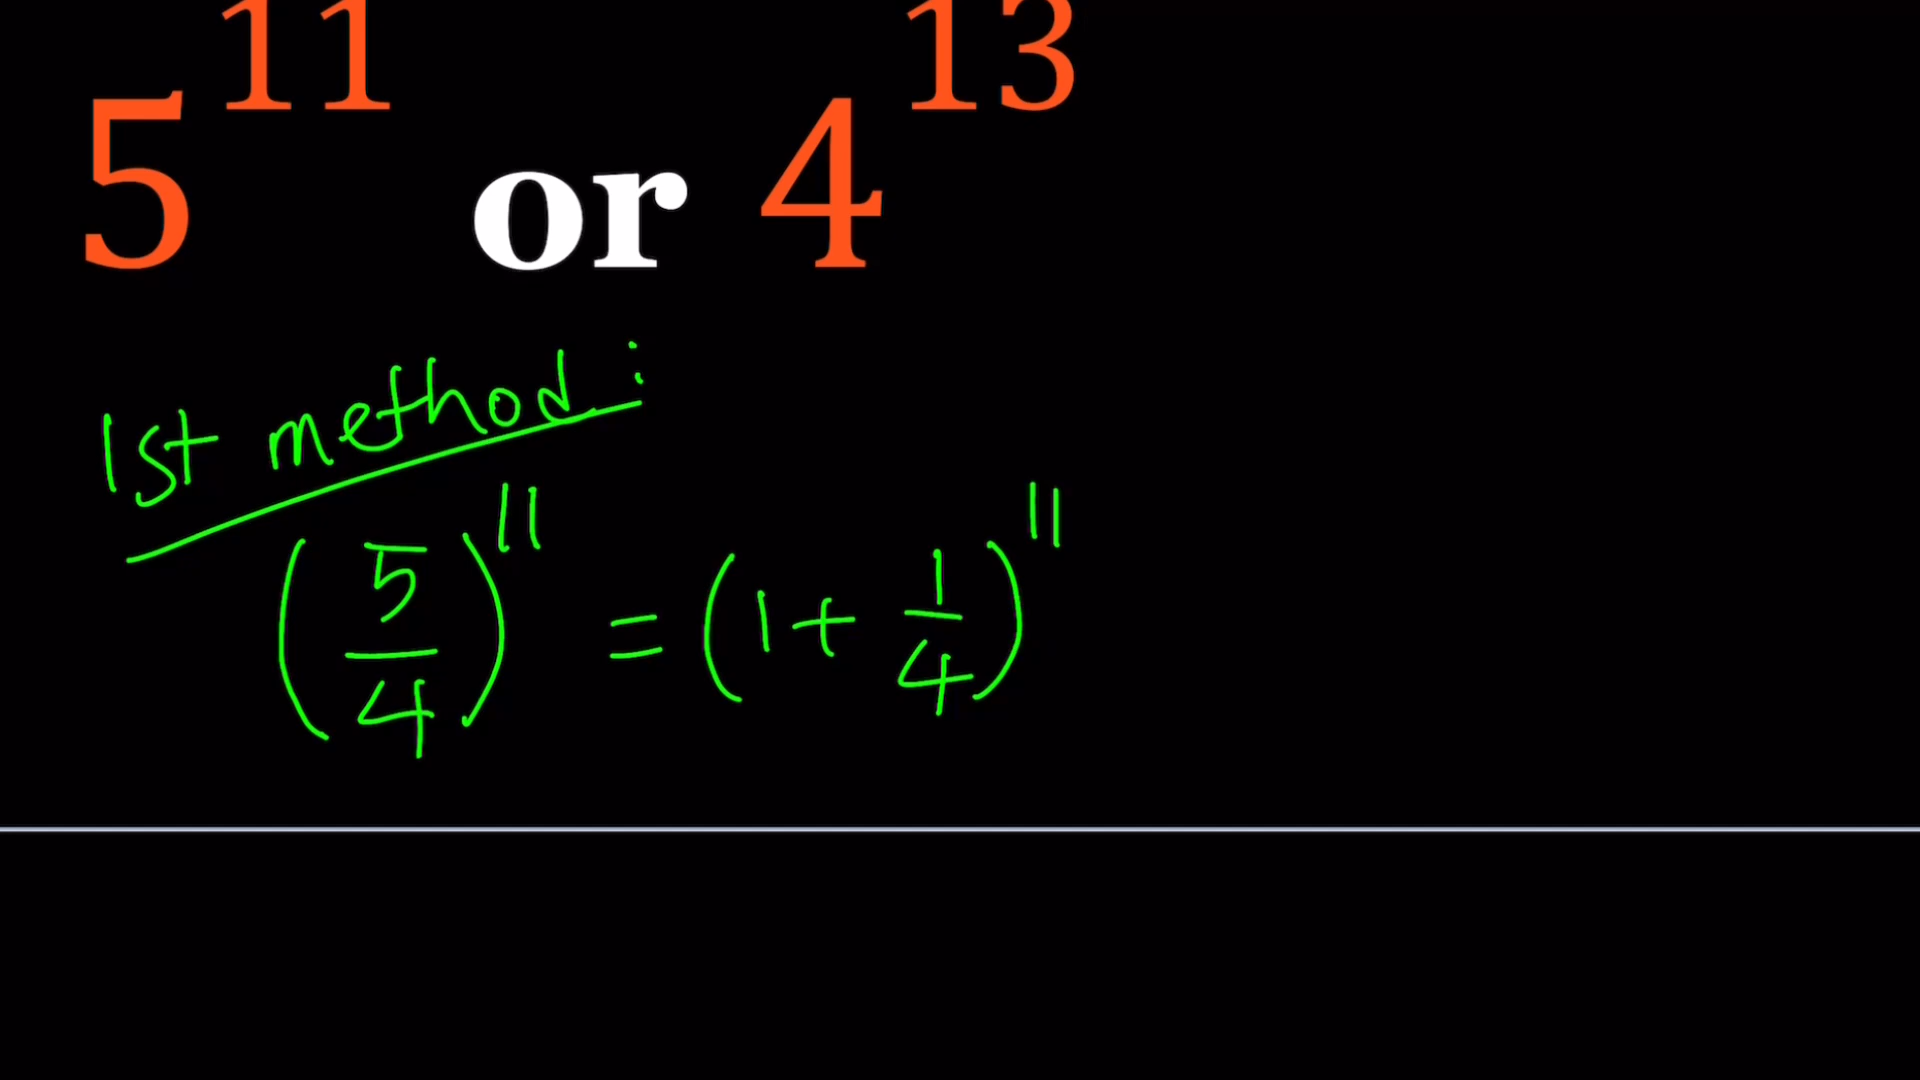 5^11 or 4^13
1st method:
(5/4)^11 = (1 + 1/4)^11